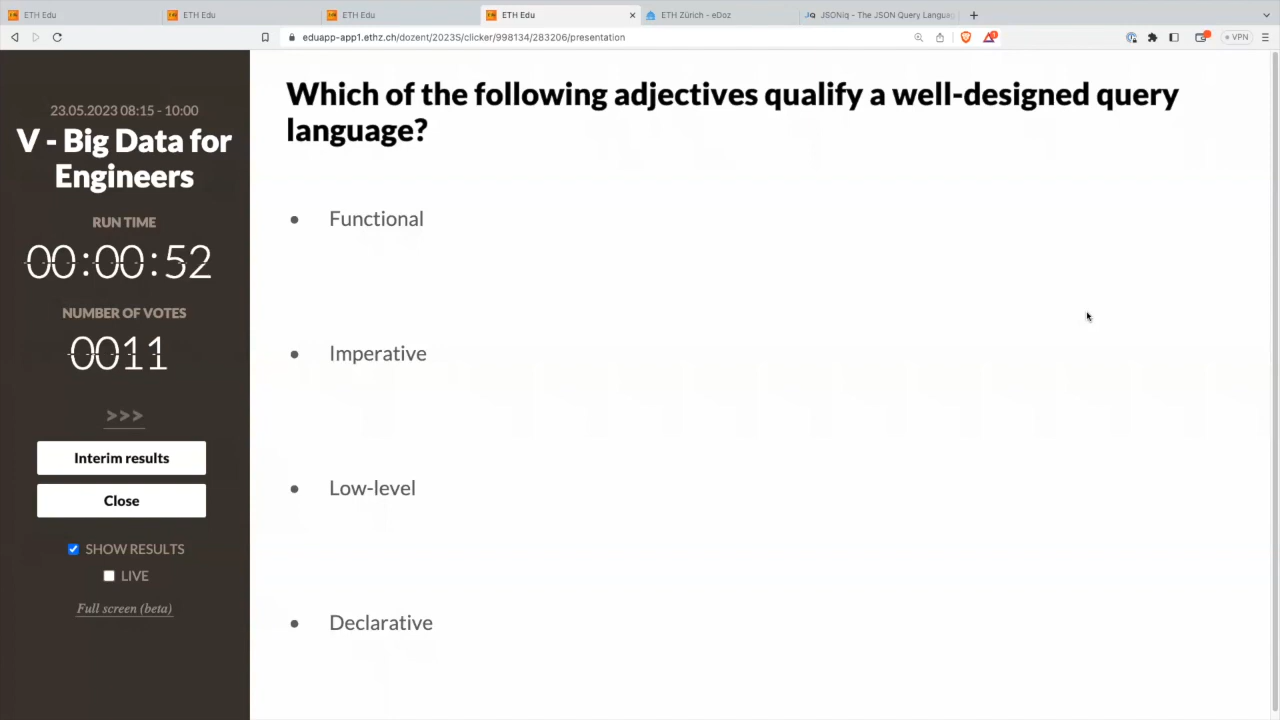 ETH Edu
ETH Edu
ETH Edu
ETH Edu
ETH Zürich - eDoz
JSONiq - The JSON Query Languag
eduapp-app1.ethz.ch/dozent/2023S/clicker/998134/283206/presentation
VPN
23.05.2023 08:15 - 10:00
V - Big Data for
Engineers
RUN TIME
00:00:52
NUMBER OF VOTES
0011
>>>
Interim results
Close
SHOW RESULTS
LIVE
Full screen (beta)
Which of the following adjectives qualify a well-designed query
language?
• Functional
• Imperative
• Low-level
• Declarative